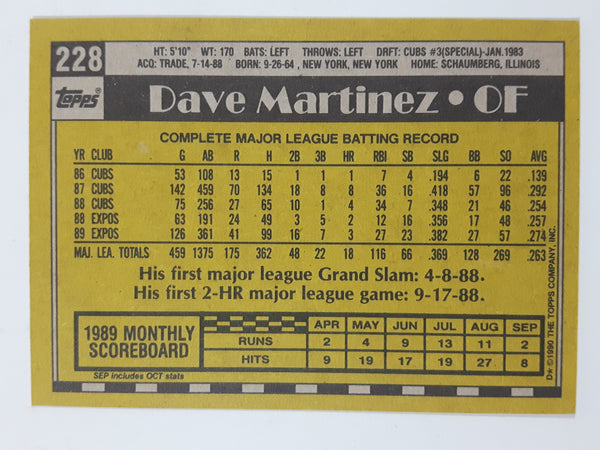 228 HT: 5'10" WT: 170 BATS: LEFT THROWS: LEFT DRFT: CUBS #3(SPECIAL)-JAN.1983
ACQ: TRADE, 7-14-88 BORN: 9-26-64, NEW YORK, NEW YORK HOME: SCHAUMBERG, ILLINOIS
Topps Dave Martinez • OF
COMPLETE MAJOR LEAGUE BATTING RECORD
YR CLUB G AB R H 2B 3B HR RBI SB SLG BB SO AVG
86 CUBS 53 108 13 15 1 1 1 7 4 .194 6 22 .139
87 CUBS 142 459 70 134 18 8 8 36 16 .418 57 96 .292
88 CUBS 75 256 27 65 10 1 4 34 7 .348 21 46 .254
88 EXPOS 63 191 24 49 3 5 2 12 16 .356 17 48 .257
89 EXPOS 126 361 41 99 16 7 3 27 23 .382 27 57 .274
MAJ. LEA. TOTALS 459 1375 175 362 48 22 18 116 66 .369 128 269 .263
His first major league Grand Slam: 4-8-88.
His first 2-HR major league game: 9-17-88.
1989 MONTHLY SCOREBOARD
APR MAY JUN JUL AUG SEP
RUNS 2 4 9 13 11 2
HITS 9 19 17 19 27 8
SEP includes OCT stats
D* © 1990 THE TOPPS COMPANY, INC.